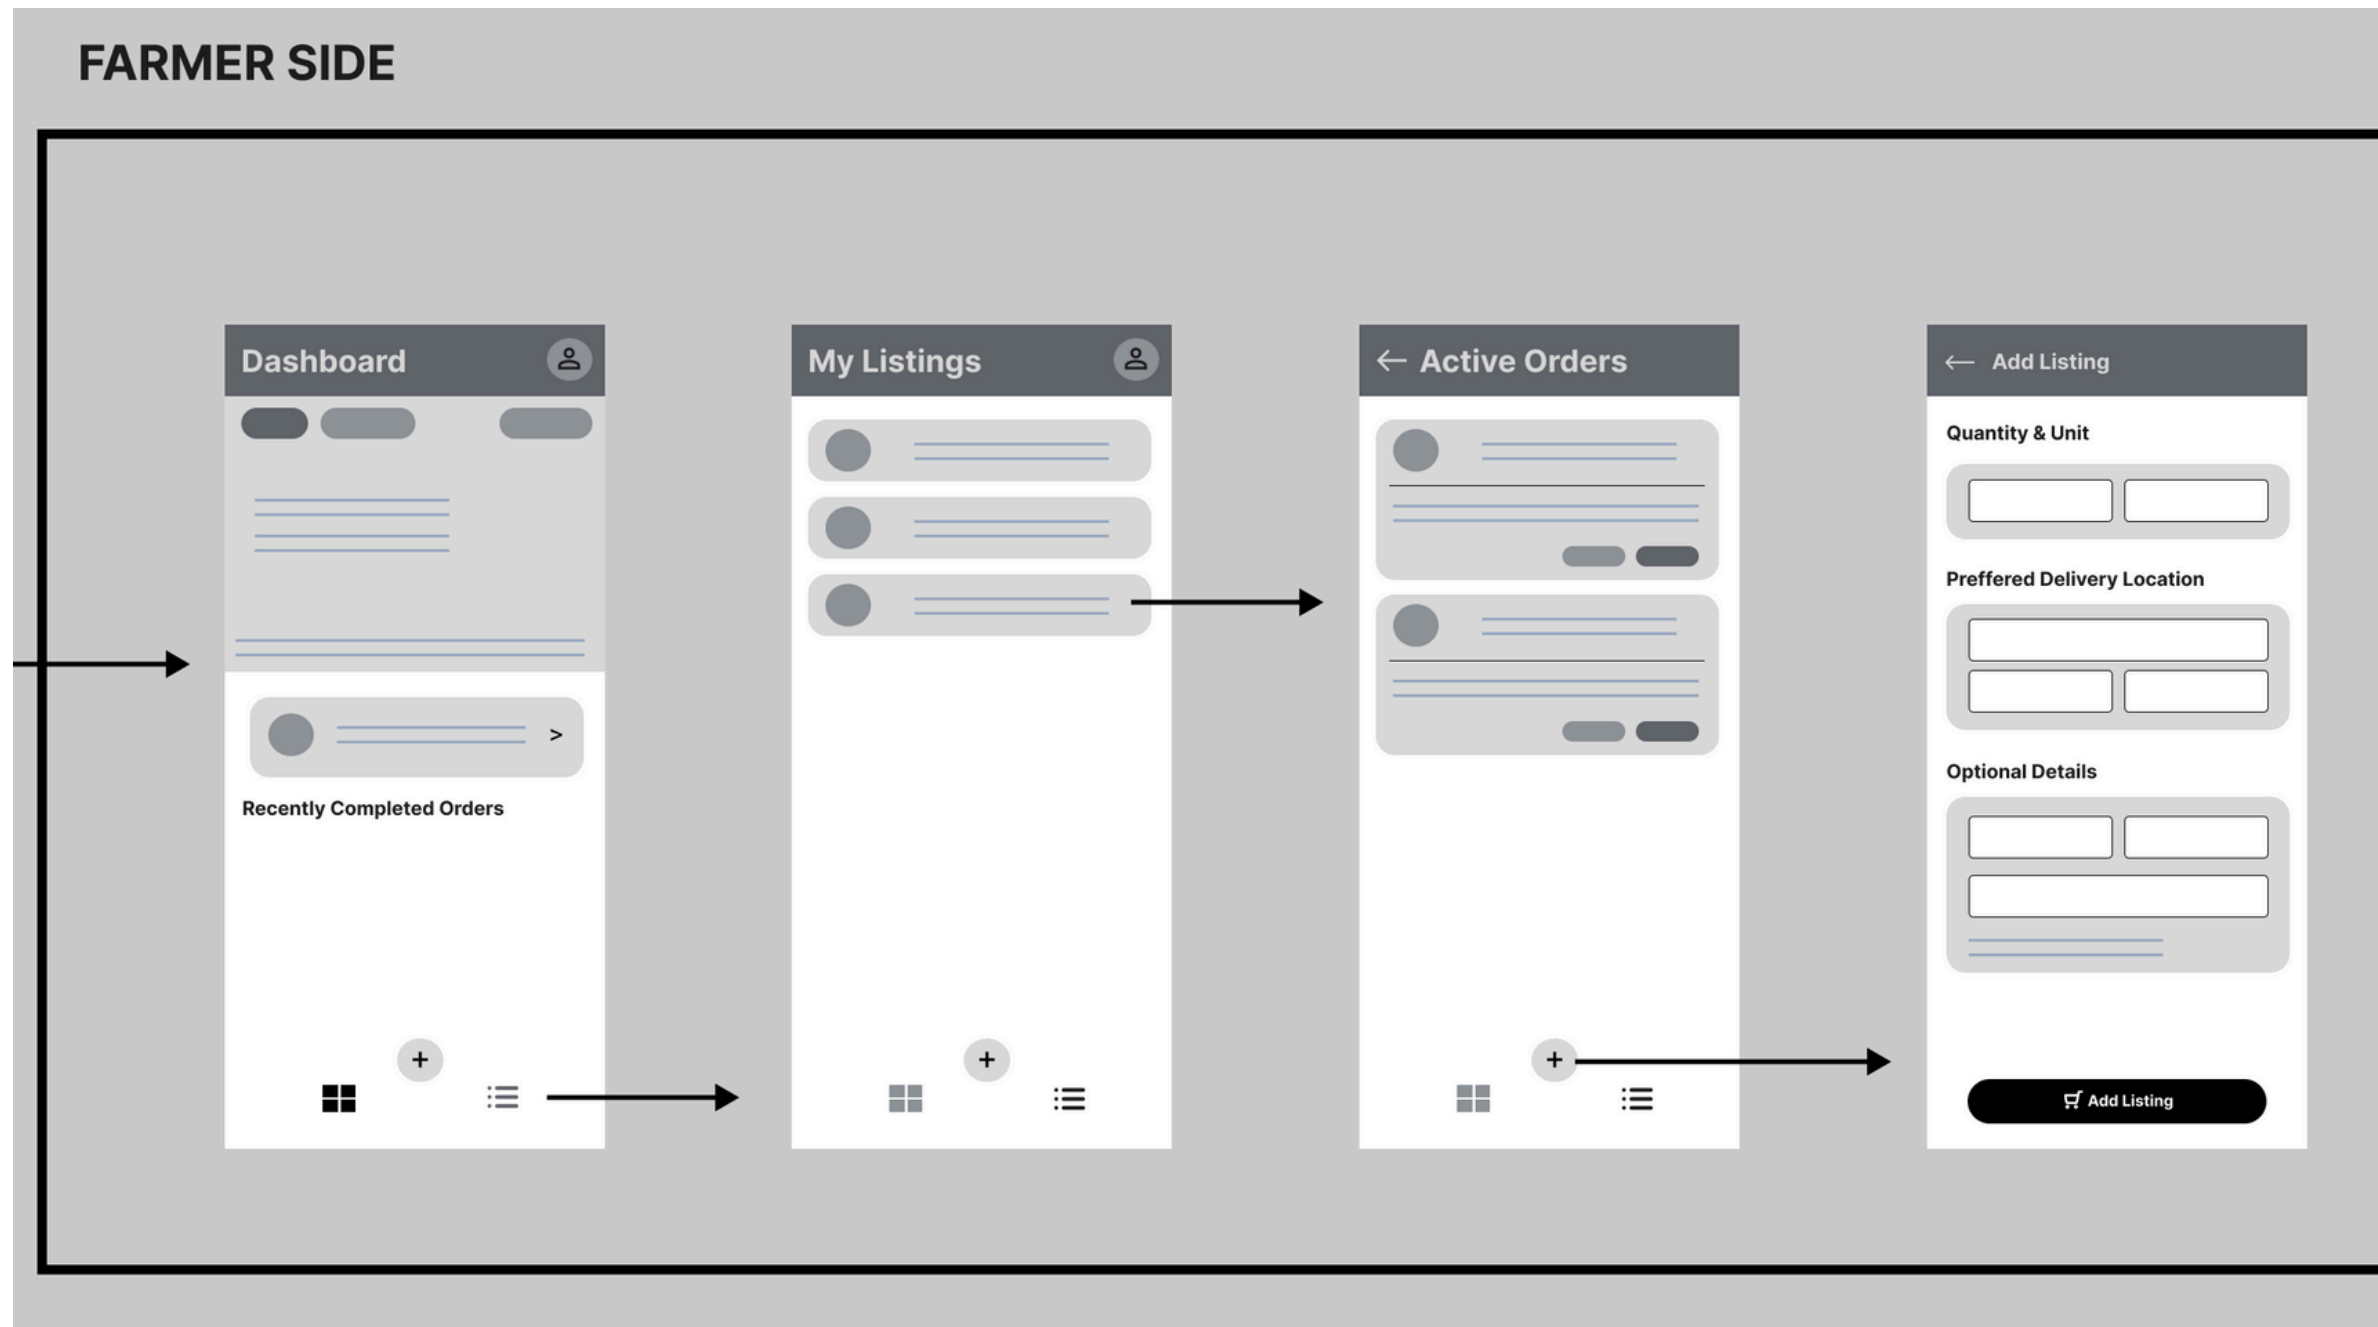 FARMER SIDE
Dashboard
Recently Completed Orders
+
My Listings
+
Active Orders
+
Add Listing
Quantity & Unit
Preffered Delivery Location
Optional Details
Add Listing